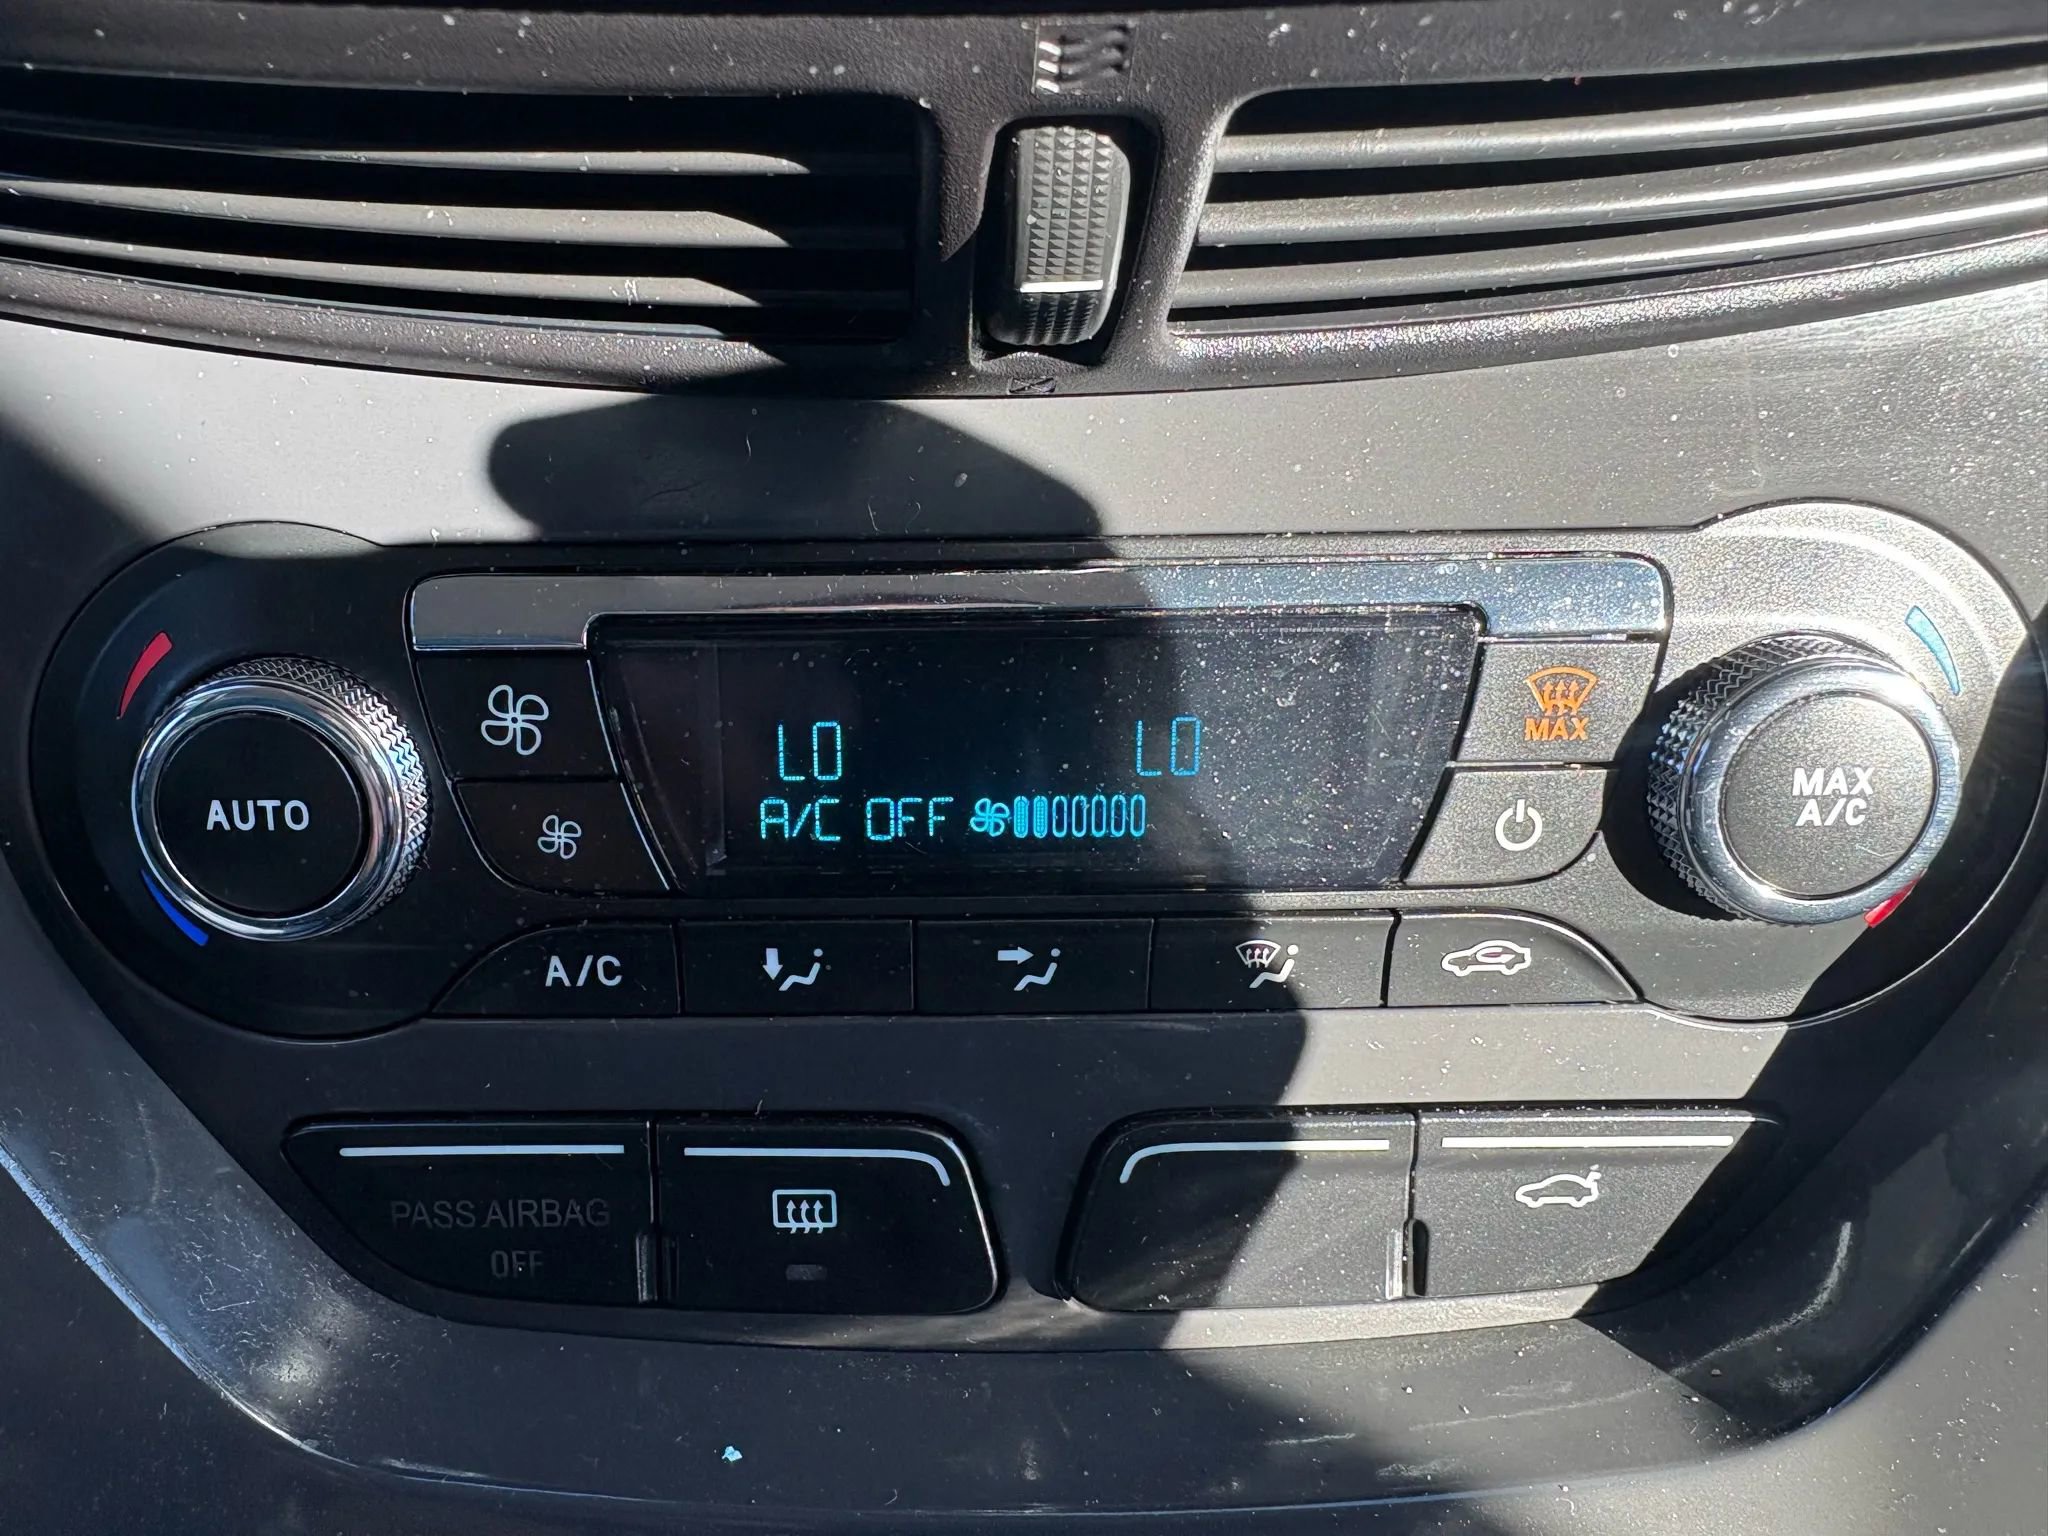 LO LO
A/C OFF
AUTO
MAX
MAX
A/C
A/C
PASS AIRBAG
OFF